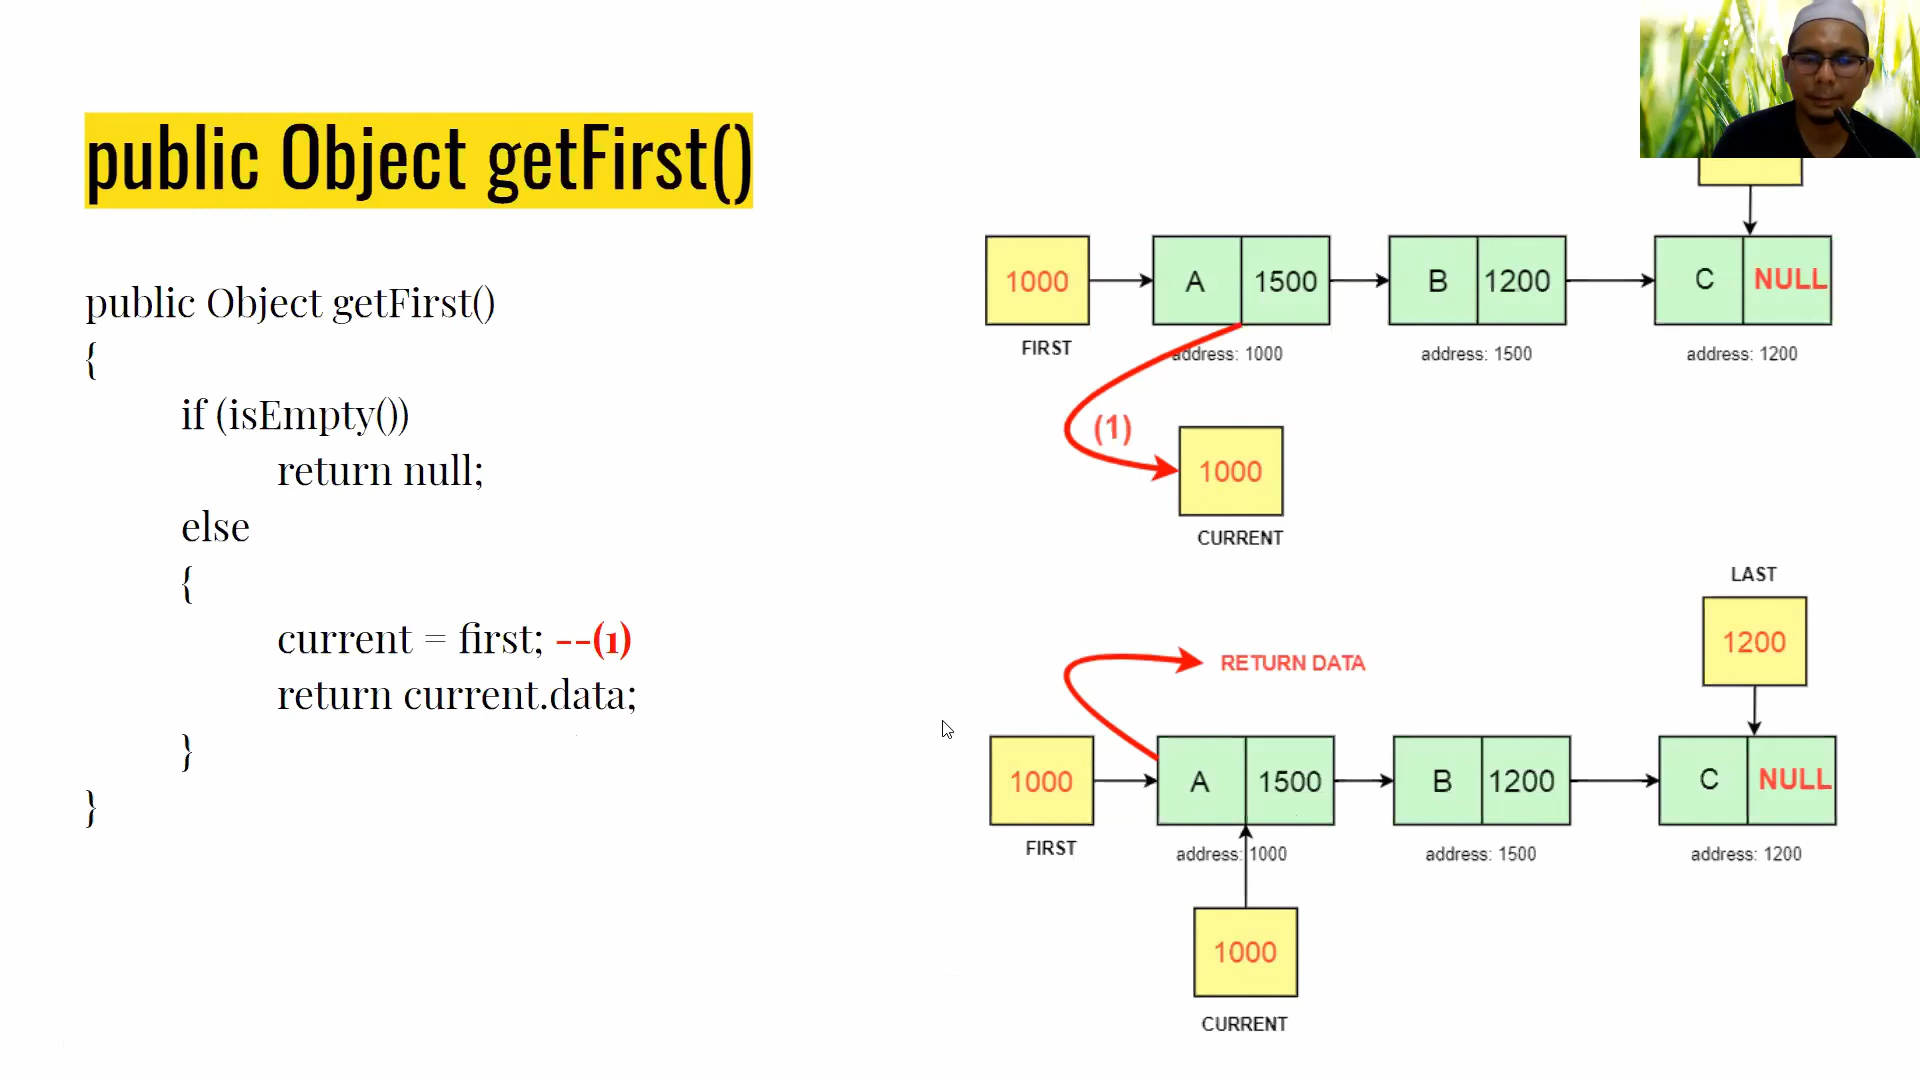 public Object getFirst()
public Object getFirst()
{
if (isEmpty())
return null;
else
{
current = first; --(1)
return current.data;
}
}
1000
A
1500
B
1200
C
NULL
FIRST
address: 1000
address: 1500
address: 1200
(1)
1000
CURRENT
LAST
1200
RETURN DATA
1000
A
1500
B
1200
C
NULL
FIRST
address: 1000
address: 1500
address: 1200
1000
CURRENT